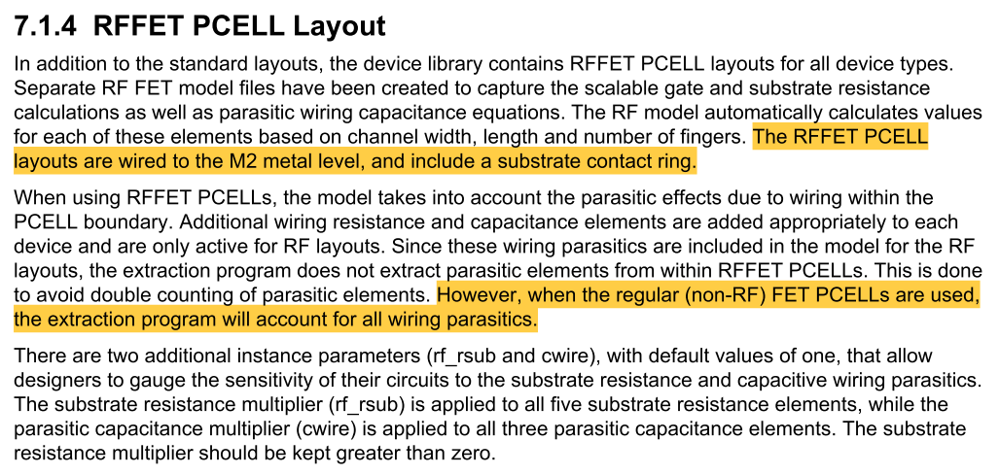 7.1.4 RFFET PCELL Layout
In addition to the standard layouts, the device library contains RFFET PCELL layouts for all device types.
Separate RF FET model files have been created to capture the scalable gate and substrate resistance
calculations as well as parasitic wiring capacitance equations. The RF model automatically calculates values
for each of these elements based on channel width, length and number of fingers. The RFFET PCELL
layouts are wired to the M2 metal level, and include a substrate contact ring.
When using RFFET PCELLs, the model takes into account the parasitic effects due to wiring within the
PCELL boundary. Additional wiring resistance and capacitance elements are added appropriately to each
device and are only active for RF layouts. Since these wiring parasitics are included in the model for the RF
layouts, the extraction program does not extract parasitic elements from within RFFET PCELLs. This is done
to avoid double counting of parasitic elements. However, when the regular (non-RF) FET PCELLs are used,
the extraction program will account for all wiring parasitics.
There are two additional instance parameters (rf_rsub and cwire), with default values of one, that allow
designers to gauge the sensitivity of their circuits to the substrate resistance and capacitive wiring parasitics.
The substrate resistance multiplier (rf_rsub) is applied to all five substrate resistance elements, while the
parasitic capacitance multiplier (cwire) is applied to all three parasitic capacitance elements. The substrate
resistance multiplier should be kept greater than zero.